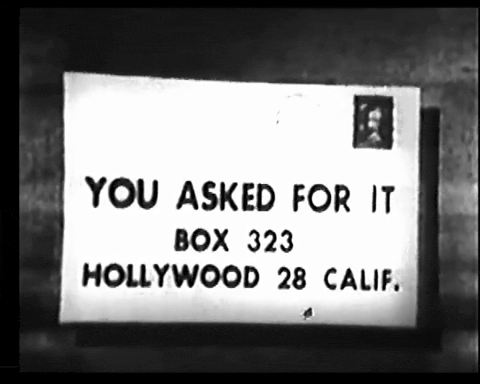 YOU ASKED FOR IT
BOX 323
HOLLYWOOD 28 CALIF.